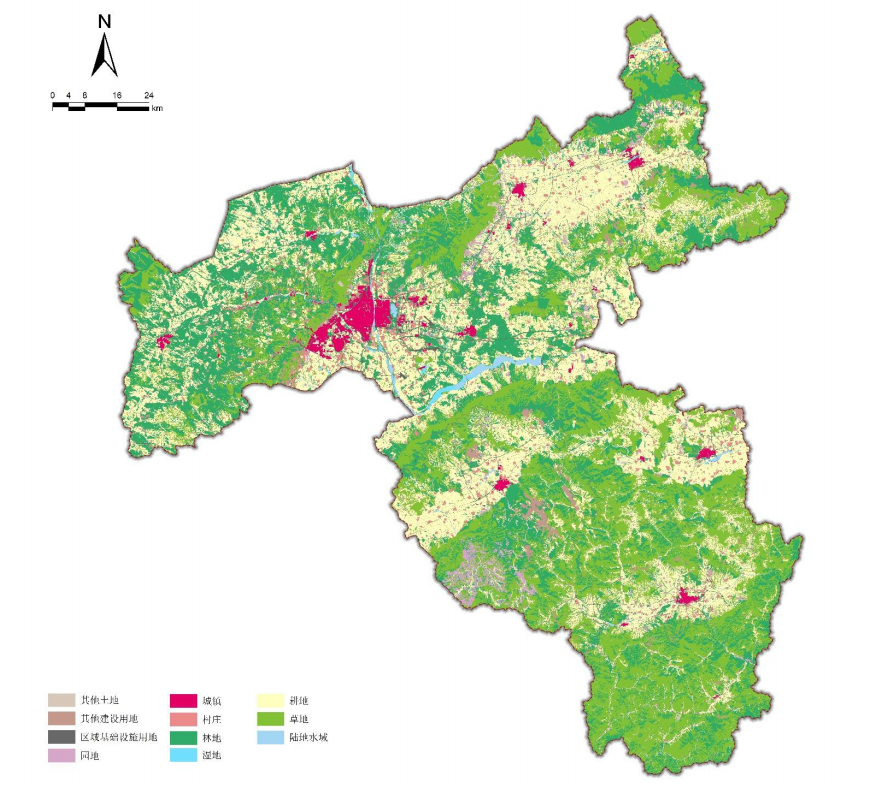 N
0 4 8 16 24
km
其他土地 城镇 耕地
其他建设用地 村庄 草地
区域基础设施用地 林地 陆地水域
园地 湿地